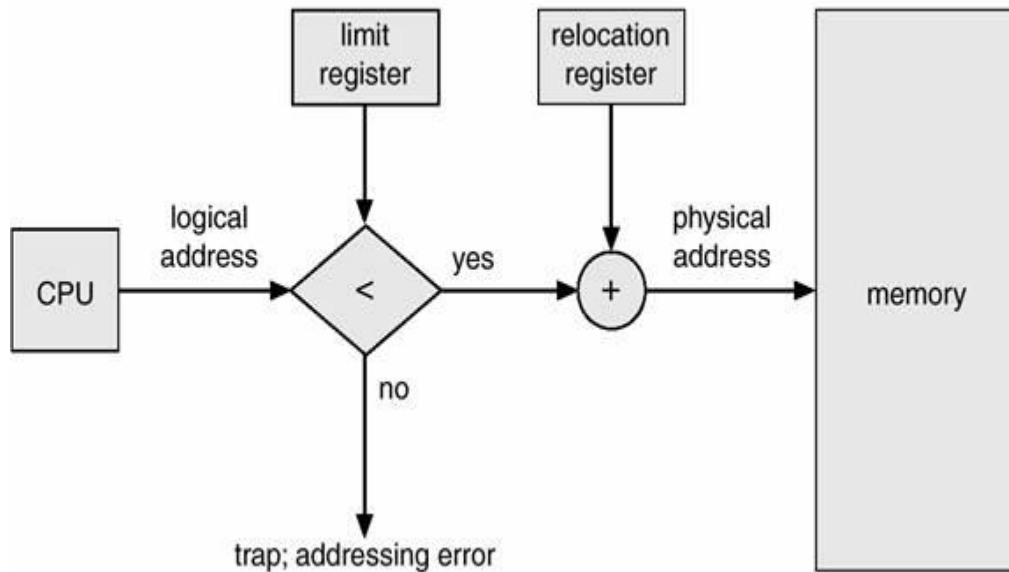 limit
register
relocation
register
logical
address
physical
address
CPU
<
yes
+
memory
no
trap; addressing error